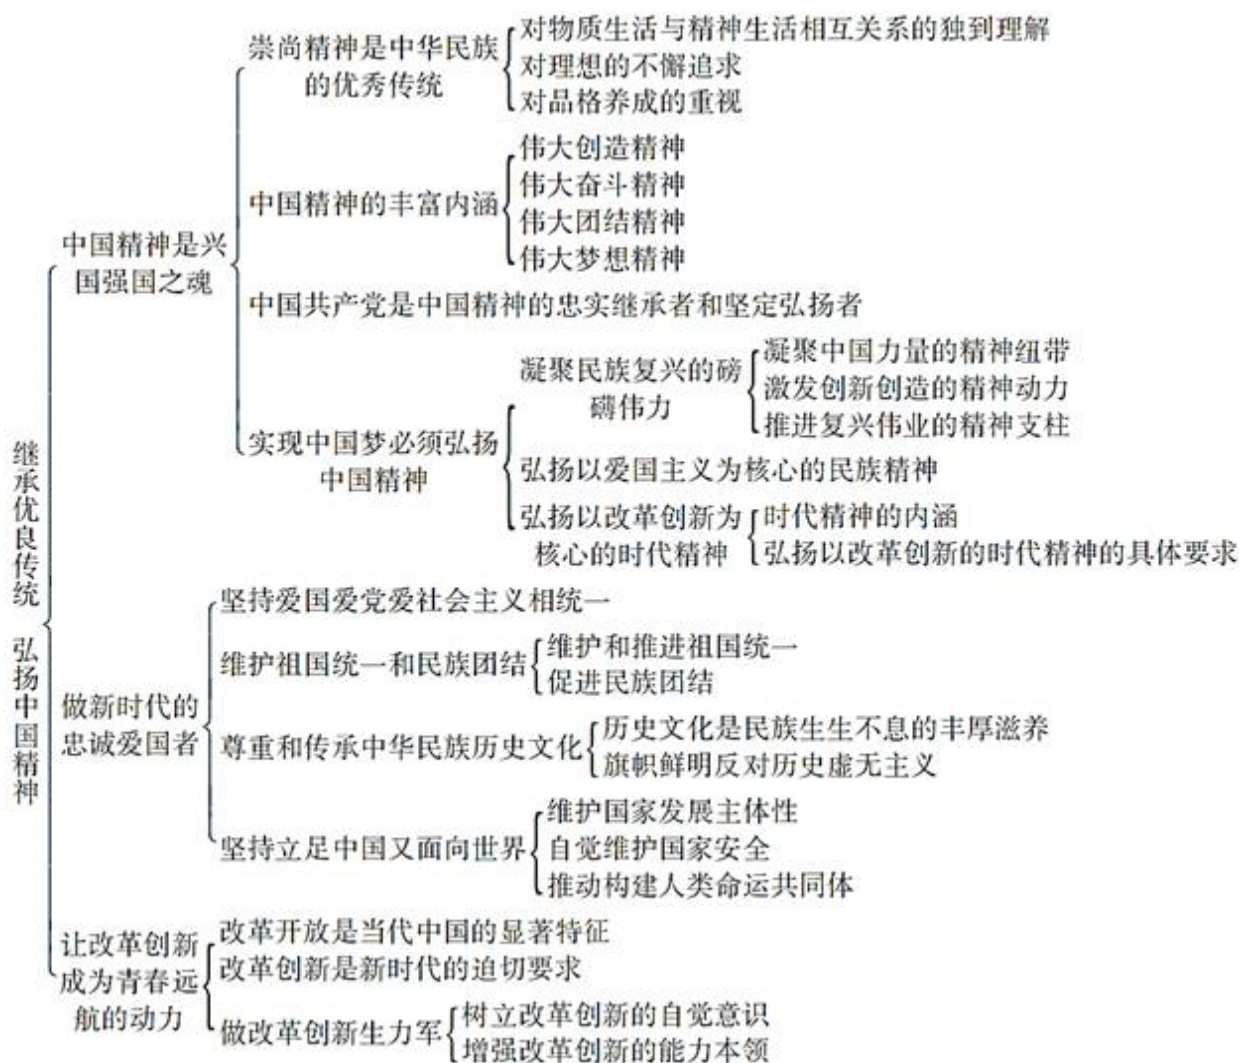 继承优良传统 弘扬中国精神
中国精神是兴
国强国之魂
崇尚精神是中华民族
的优秀传统
对物质生活与精神生活相互关系的独到理解
对理想的不懈追求
对品格养成的重视
中国精神的丰富内涵
伟大创造精神
伟大奋斗精神
伟大团结精神
伟大梦想精神
中国共产党是中国精神的忠实继承者和坚定弘扬者
实现中国梦必须弘扬
中国精神
凝聚民族复兴的磅
礴伟力
凝聚中国力量的精神纽带
激发创新创造的精神动力
推进复兴伟业的精神支柱
弘扬以爱国主义为核心的民族精神
弘扬以改革创新为
核心的时代精神
时代精神的内涵
弘扬以改革创新的时代精神的具体要求
做新时代的
忠诚爱国者
坚持爱国爱党爱社会主义相统一
维护祖国统一和民族团结
维护和推进祖国统一
促进民族团结
尊重和传承中华民族历史文化
历史文化是民族生生不息的丰厚滋养
旗帜鲜明反对历史虚无主义
坚持立足中国又面向世界
维护国家发展主体性
自觉维护国家安全
推动构建人类命运共同体
让改革创新
成为青春远
航的动力
改革开放是当代中国的显著特征
改革创新是新时代的迫切要求
做改革创新生力军
树立改革创新的自觉意识
增强改革创新的能力本领